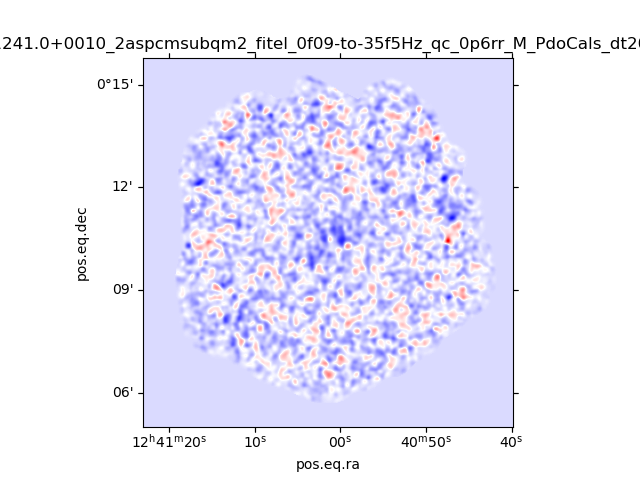 241.0+0010_2aspcmsubqm2_fitel_0f09-to-35f5Hz_qc_0p6rr_M_PdoCals_dt20
0°15'
12'
09'
06'
pos.eq.dec
12ʰ41ᵐ20ˢ 10ˢ 00ˢ 40ᵐ50ˢ 40ˢ
pos.eq.ra